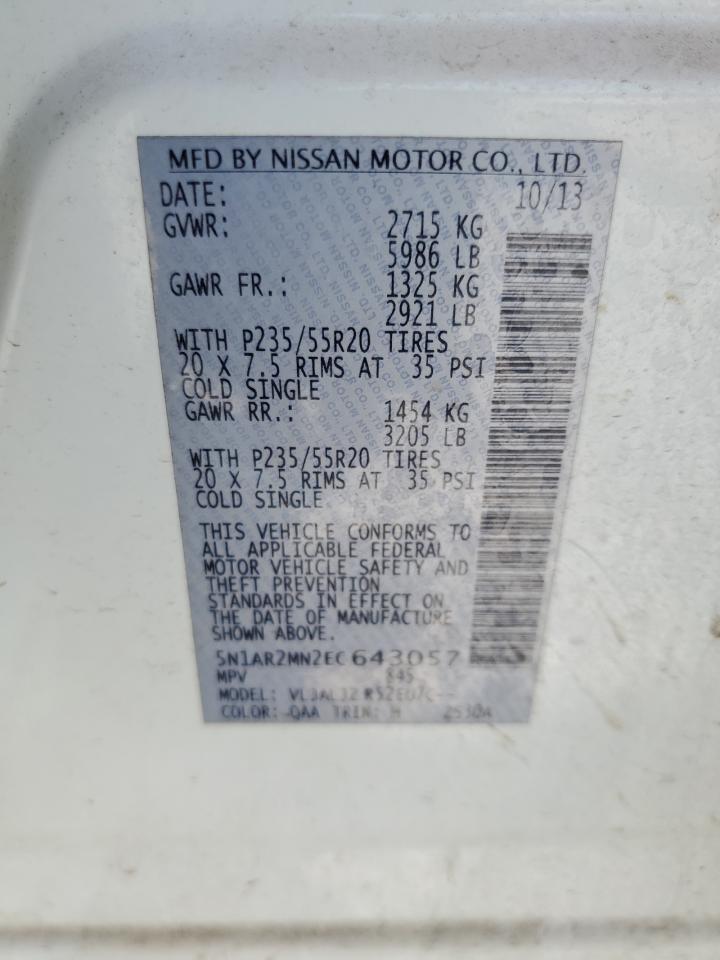 MFD BY NISSAN MOTOR CO., LTD.
DATE: 10/13
GVWR: 2715 KG
5986 LB
GAWR FR.: 1325 KG
2921 LB
WITH P235/55R20 TIRES
20 X 7.5 RIMS AT 35 PSI
COLD SINGLE
GAWR RR.: 1454 KG
3205 LB
WITH P235/55R20 TIRES
20 X 7.5 RIMS AT 35 PSI
COLD SINGLE
THIS VEHICLE CONFORMS TO
ALL APPLICABLE FEDERAL
MOTOR VEHICLE SAFETY AND
THEFT PREVENTION
STANDARDS IN EFFECT ON
THE DATE OF MANUFACTURE
SHOWN ABOVE.
5N1AR2MN2EC643057
MPV 845
MODEL:
COLOR: QAA TRIM: H